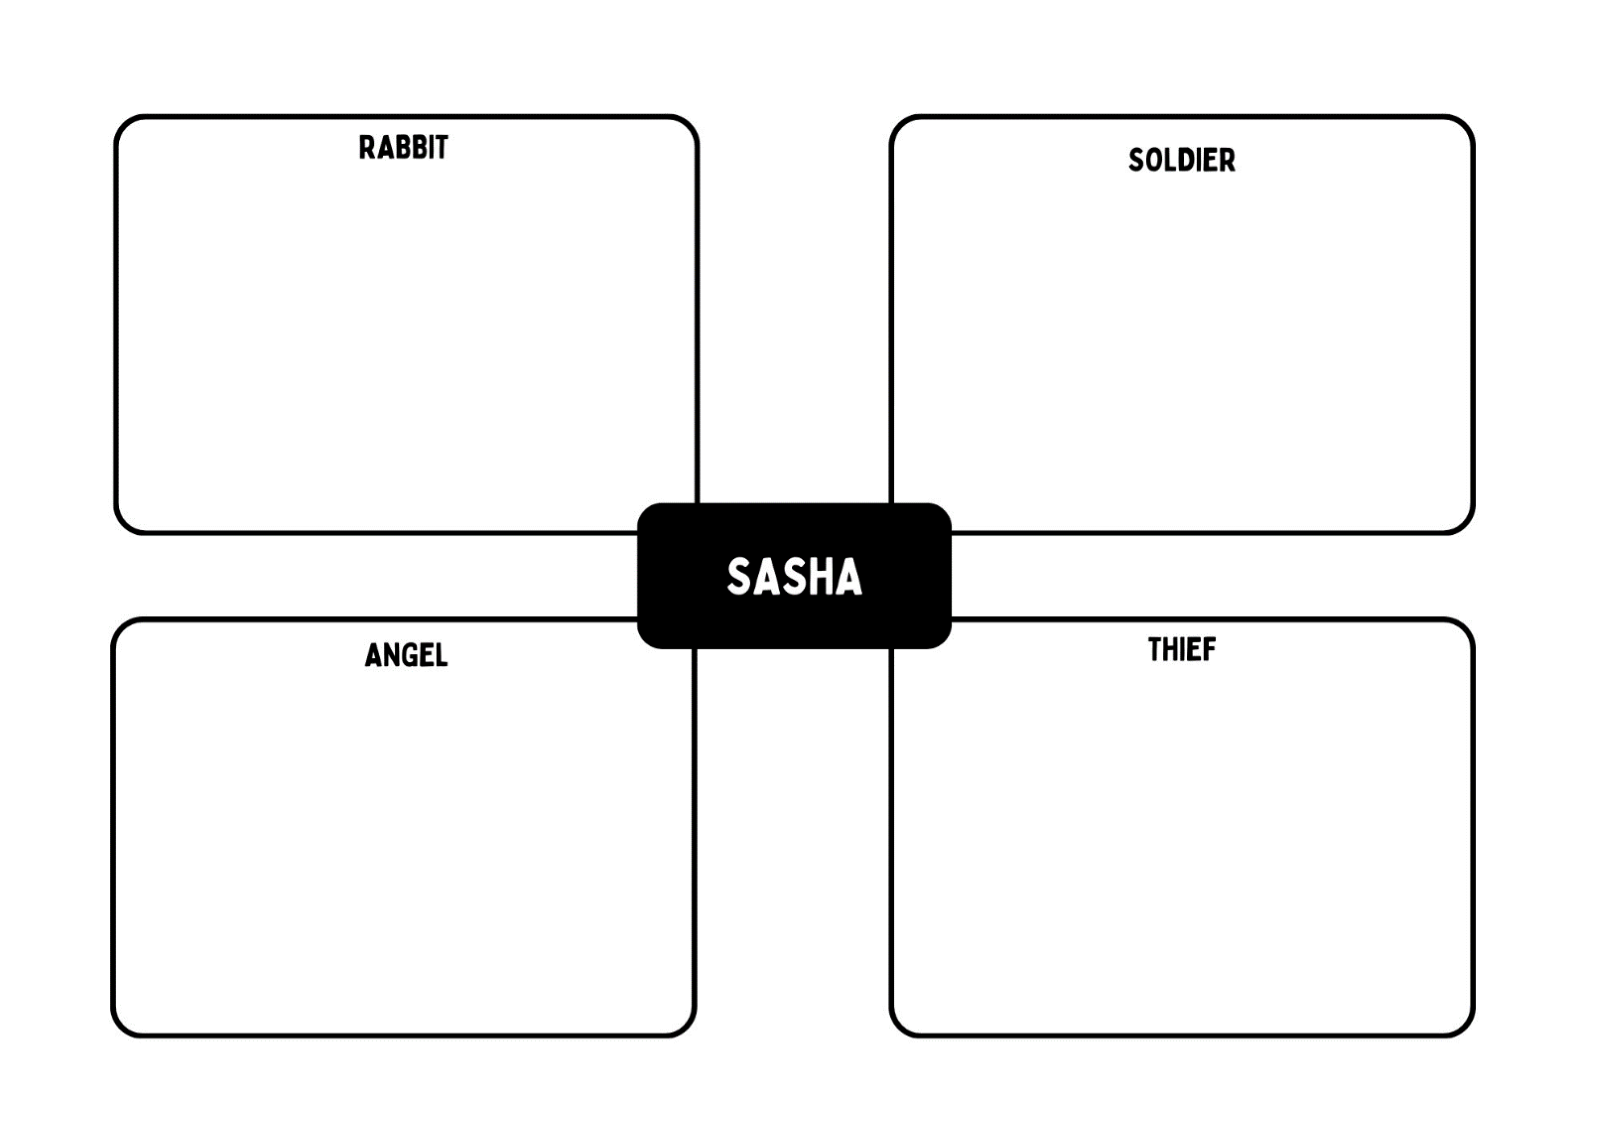 RABBIT
SOLDIER
SASHA
ANGEL
THIEF